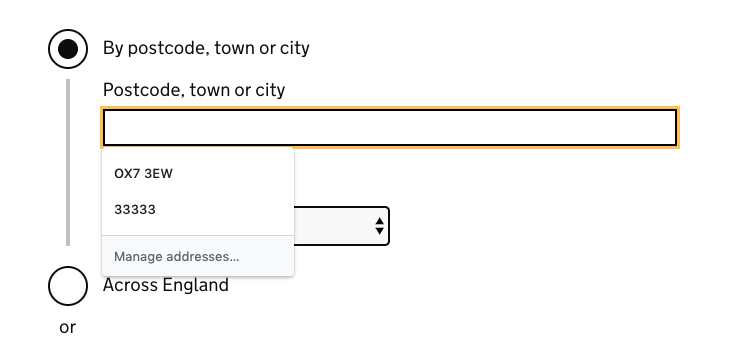 By postcode, town or city
Postcode, town or city
OX7 3EW
33333
Manage addresses...
Across England
or